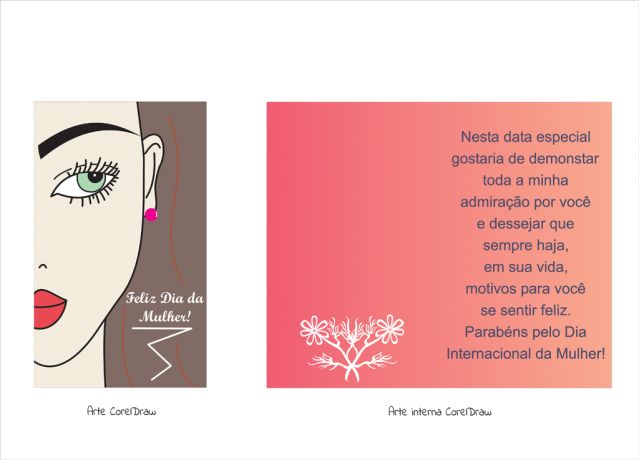 Feliz Dia da
Mulher!
Nesta data especial
gostaria de demonstar
toda a minha
admiração por você
e dessejar que
sempre haja,
em sua vida,
motivos para você
se sentir feliz.
Parabéns pelo Dia
Internacional da Mulher!
Arte CorelDraw
Arte interna CorelDraw